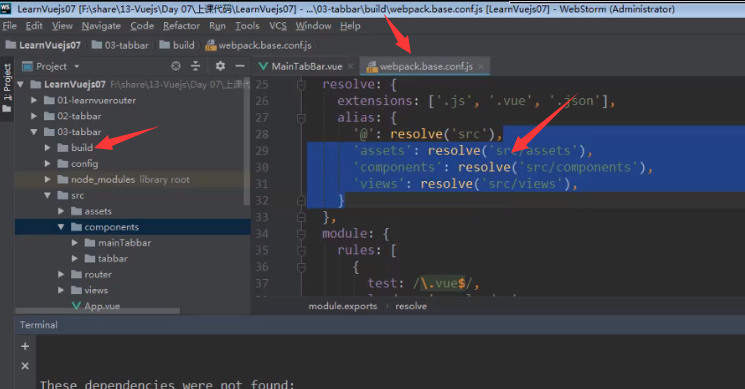 LearnVuejs07 [F:\share\13-Vuejs\Day 07\上课代码\LearnVuejs07] - ...\03-tabbar\build\webpack.base.conf.js [LearnVuejs07] - WebStorm (Administrator)
File Edit View Navigate Code Refactor Run Tools VCS Window Help
LearnVuejs07 03-tabbar build webpack.base.conf.js
1: Project
Project
MainTabBar.vue
webpack.base.conf.js
LearnVuejs07 F:\share\13-Vuejs\Day 07\上课代
01-learnvuerouter
02-tabbar
03-tabbar
build
config
node_modules library root
src
assets
components
mainTabbar
tabbar
router
views
App.vue
25 resolve: {
26 extensions: ['.js', '.vue', '.json'],
27 alias: {
28 '@': resolve('src'),
29 'assets': resolve('src/assets'),
30 'components': resolve('src/components'),
31 'views': resolve('src/views'),
32 }
33 },
34 module: {
35 rules: [
36 {
37 test: /\.vue$/,
module.exports › resolve
Terminal
These dependencies were not found: